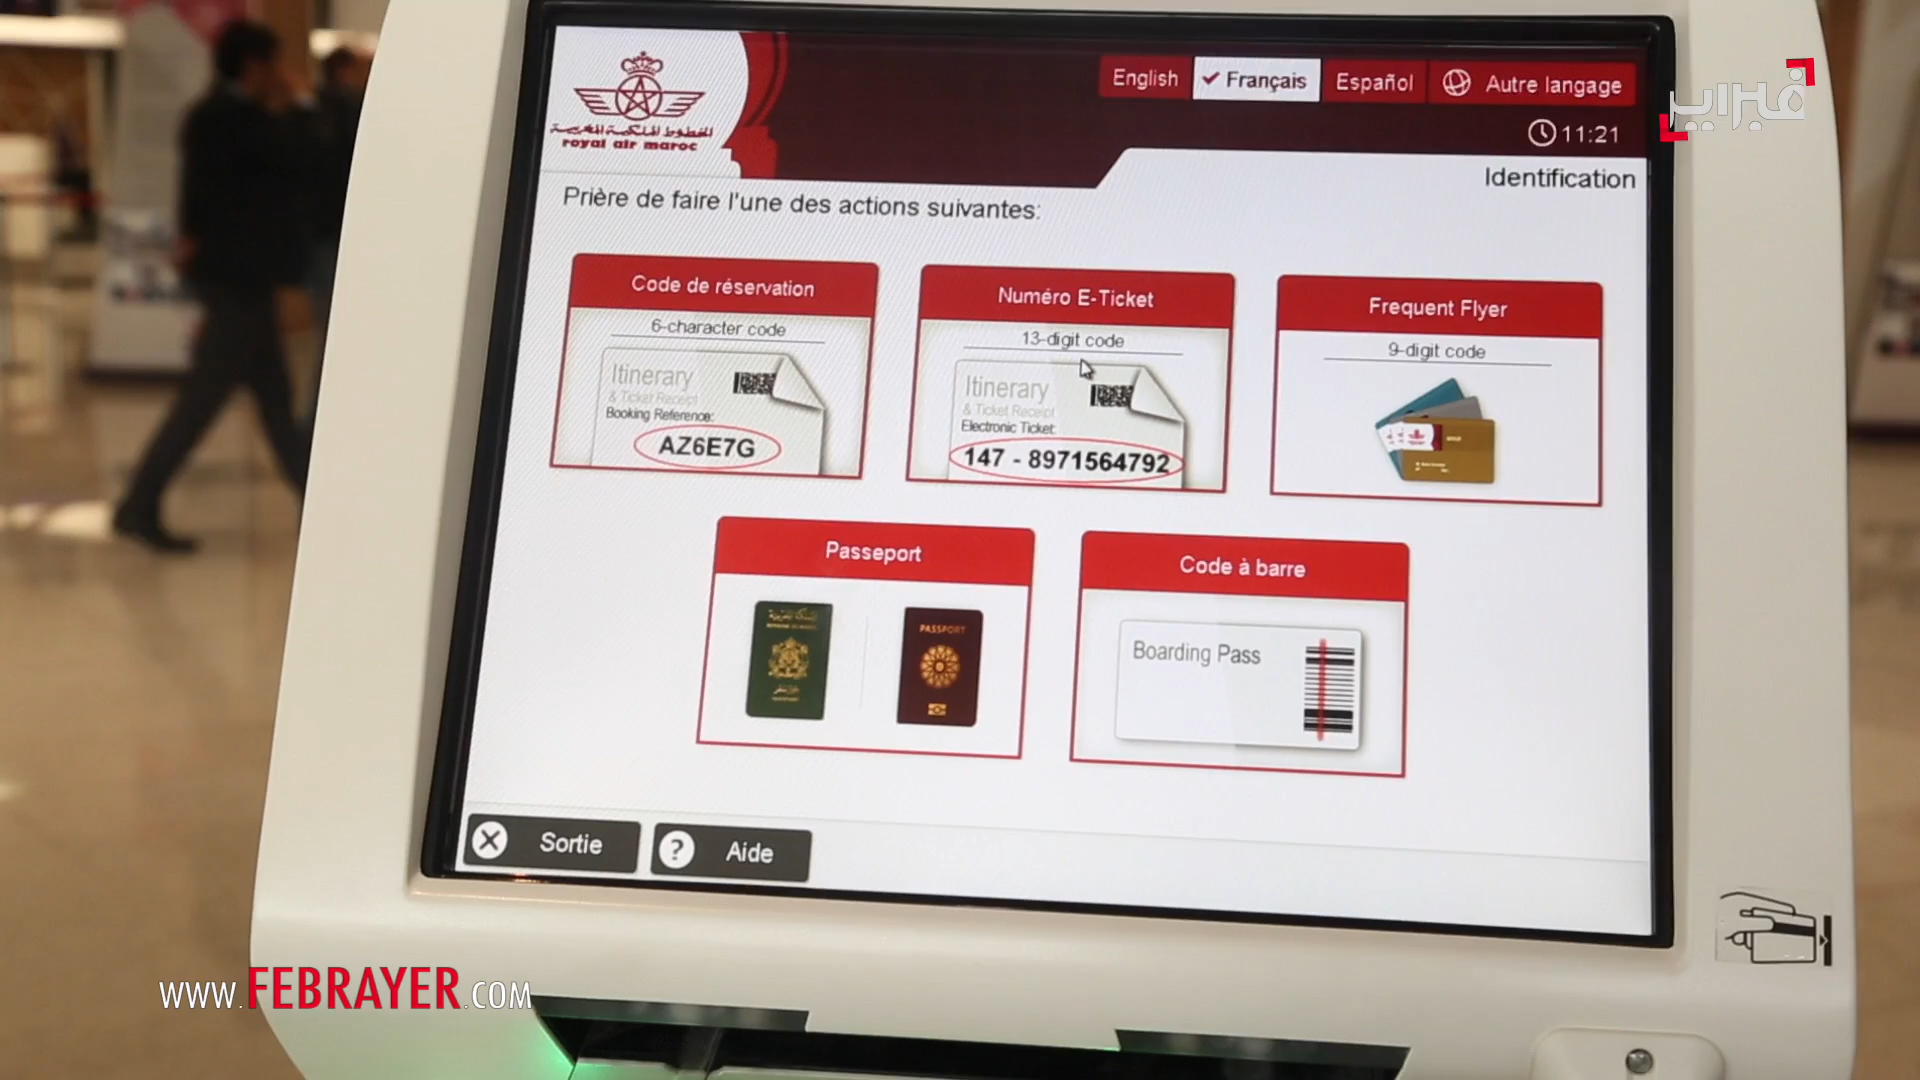 الخطوط الملكية المغربية
royal air maroc
English
Français
Español
Autre langage
فبراير
11:21
Identification
Prière de faire l'une des actions suivantes:
Code de réservation
6-character code
Itinerary
& Ticket Receipt
Booking Reference:
AZ6E7G
Numéro E-Ticket
13-digit code
Itinerary
& Ticket Receipt
Electronic Ticket:
147 - 8971564792
Frequent Flyer
9-digit code
Passeport
PASSPORT
Code à barre
Boarding Pass
Sortie
Aide
WWW.FEBRAYER.COM